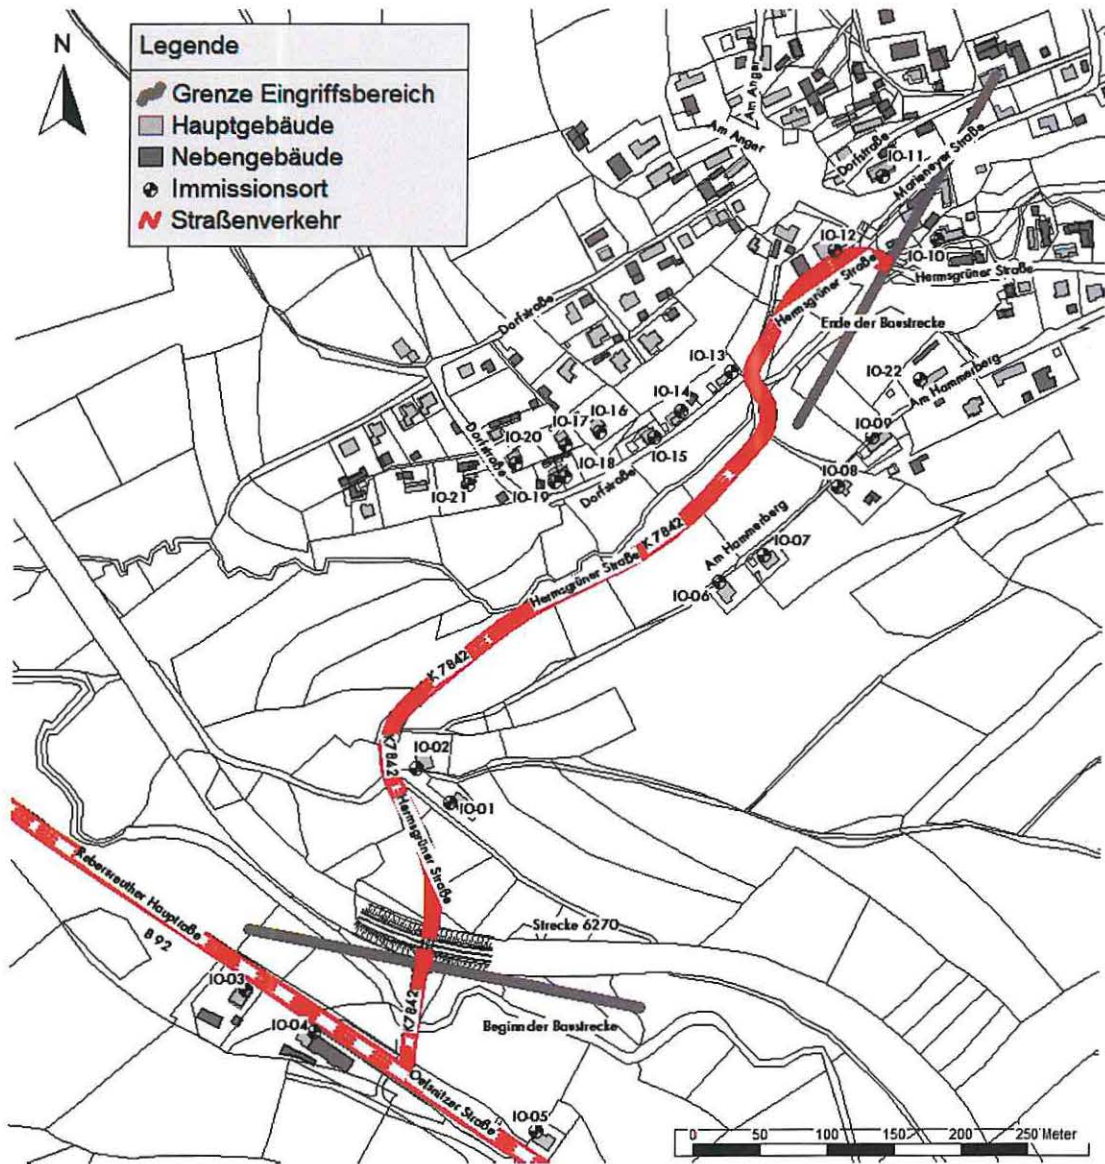 N
Legende
Grenze Eingriffsbereich
Hauptgebäude
Nebengebäude
Immissionsort
Straßenverkehr
Am Anger
Am Anger
Dorfstraße
IO-11
Marieneyer Straße
IO-12
IO-10
Hermsgrüner Straße
Hermsgrüner Straße
Ende der Baustrecke
Dorfstraße
IO-13
IO-22
Am Hammerberg
IO-14
IO-16
IO-17
IO-09
Dorfstraße
IO-20
IO-15
IO-18
IO-08
IO-21
IO-19
Dorfstraße
K 7842
Am Hammerberg
IO-07
Hermsgrüner Straße
IO-06
K 7842
K7842
IO-02
IO-01
Hermsgrüner Straße
Rebersreuther Hauptraße
B 92
Strecke 6270
IO-03
K7842
IO-04
Beginn der Baustrecke
Oelsnitzer Straße
IO-05
0 50 100 150 200 250 Meter